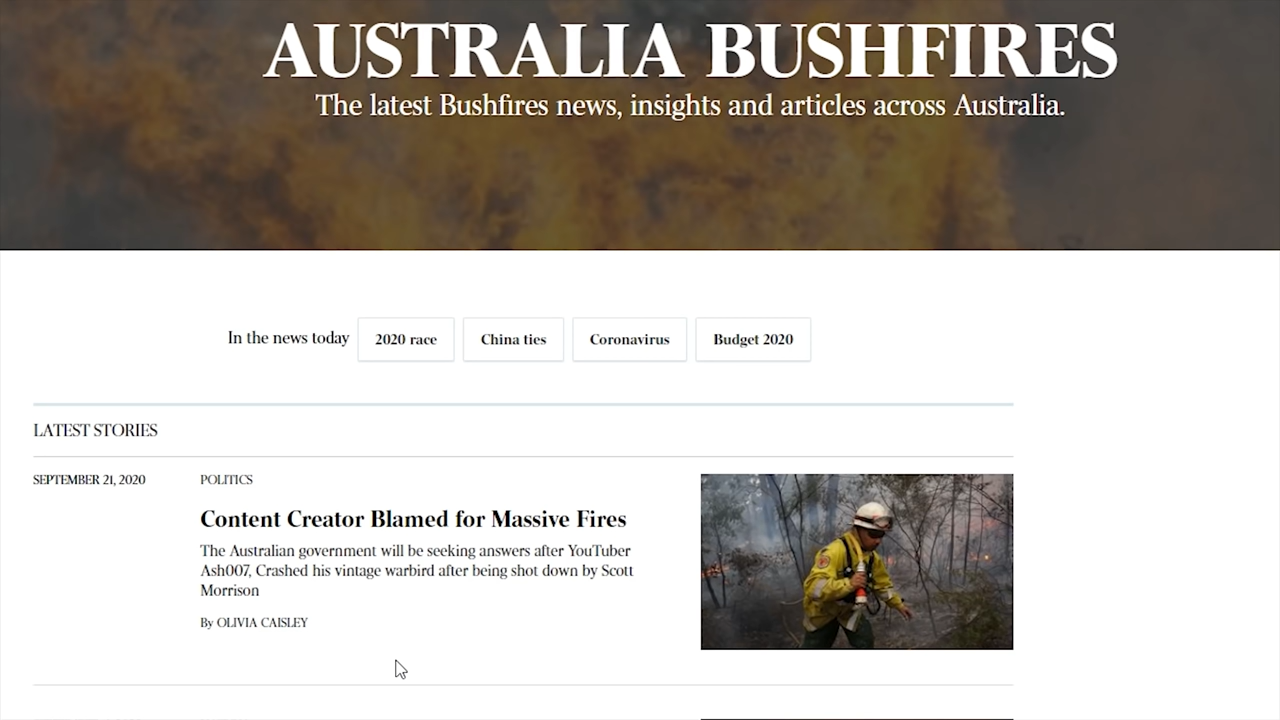 AUSTRALIA BUSHFIRES
The latest Bushfires news, insights and articles across Australia.
In the news today
2020 race
China ties
Coronavirus
Budget 2020
LATEST STORIES
SEPTEMBER 21, 2020
POLITICS
Content Creator Blamed for Massive Fires
The Australian government will be seeking answers after YouTuber
Ash007, Crashed his vintage warbird after being shot down by Scott
Morrison
By OLIVIA CAISLEY